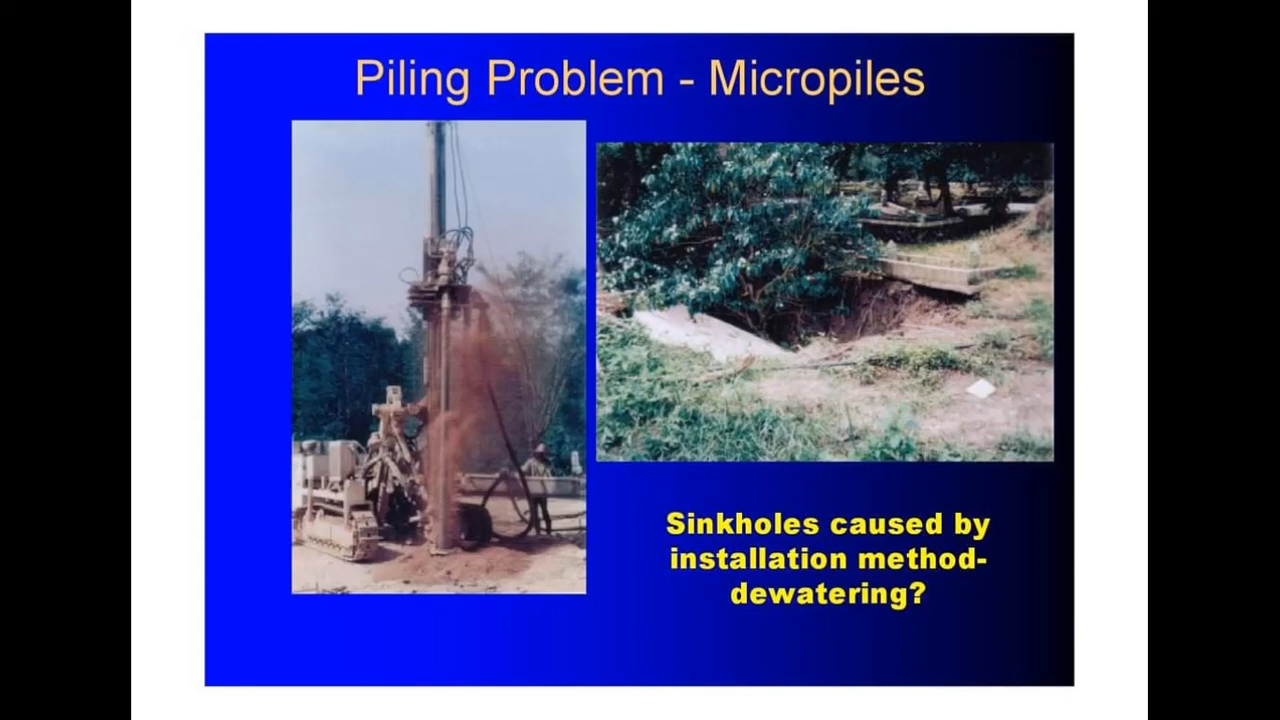 Piling Problem - Micropiles
Sinkholes caused by
installation method-
dewatering?